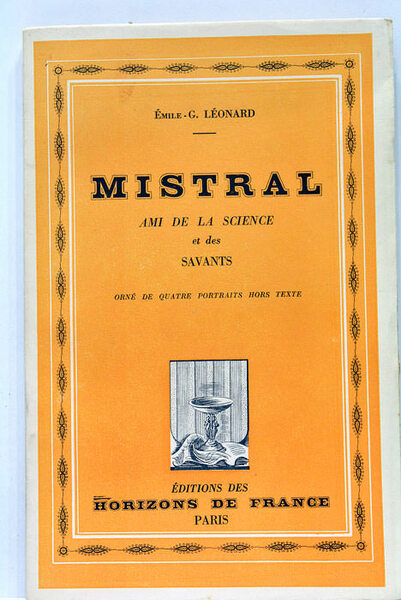 Émile-G. LÉONARD
MISTRAL
AMI DE LA SCIENCE
et des
SAVANTS
ORNÉ DE QUATRE PORTRAITS HORS TEXTE
ÉDITIONS DES
HORIZONS DE FRANCE
PARIS